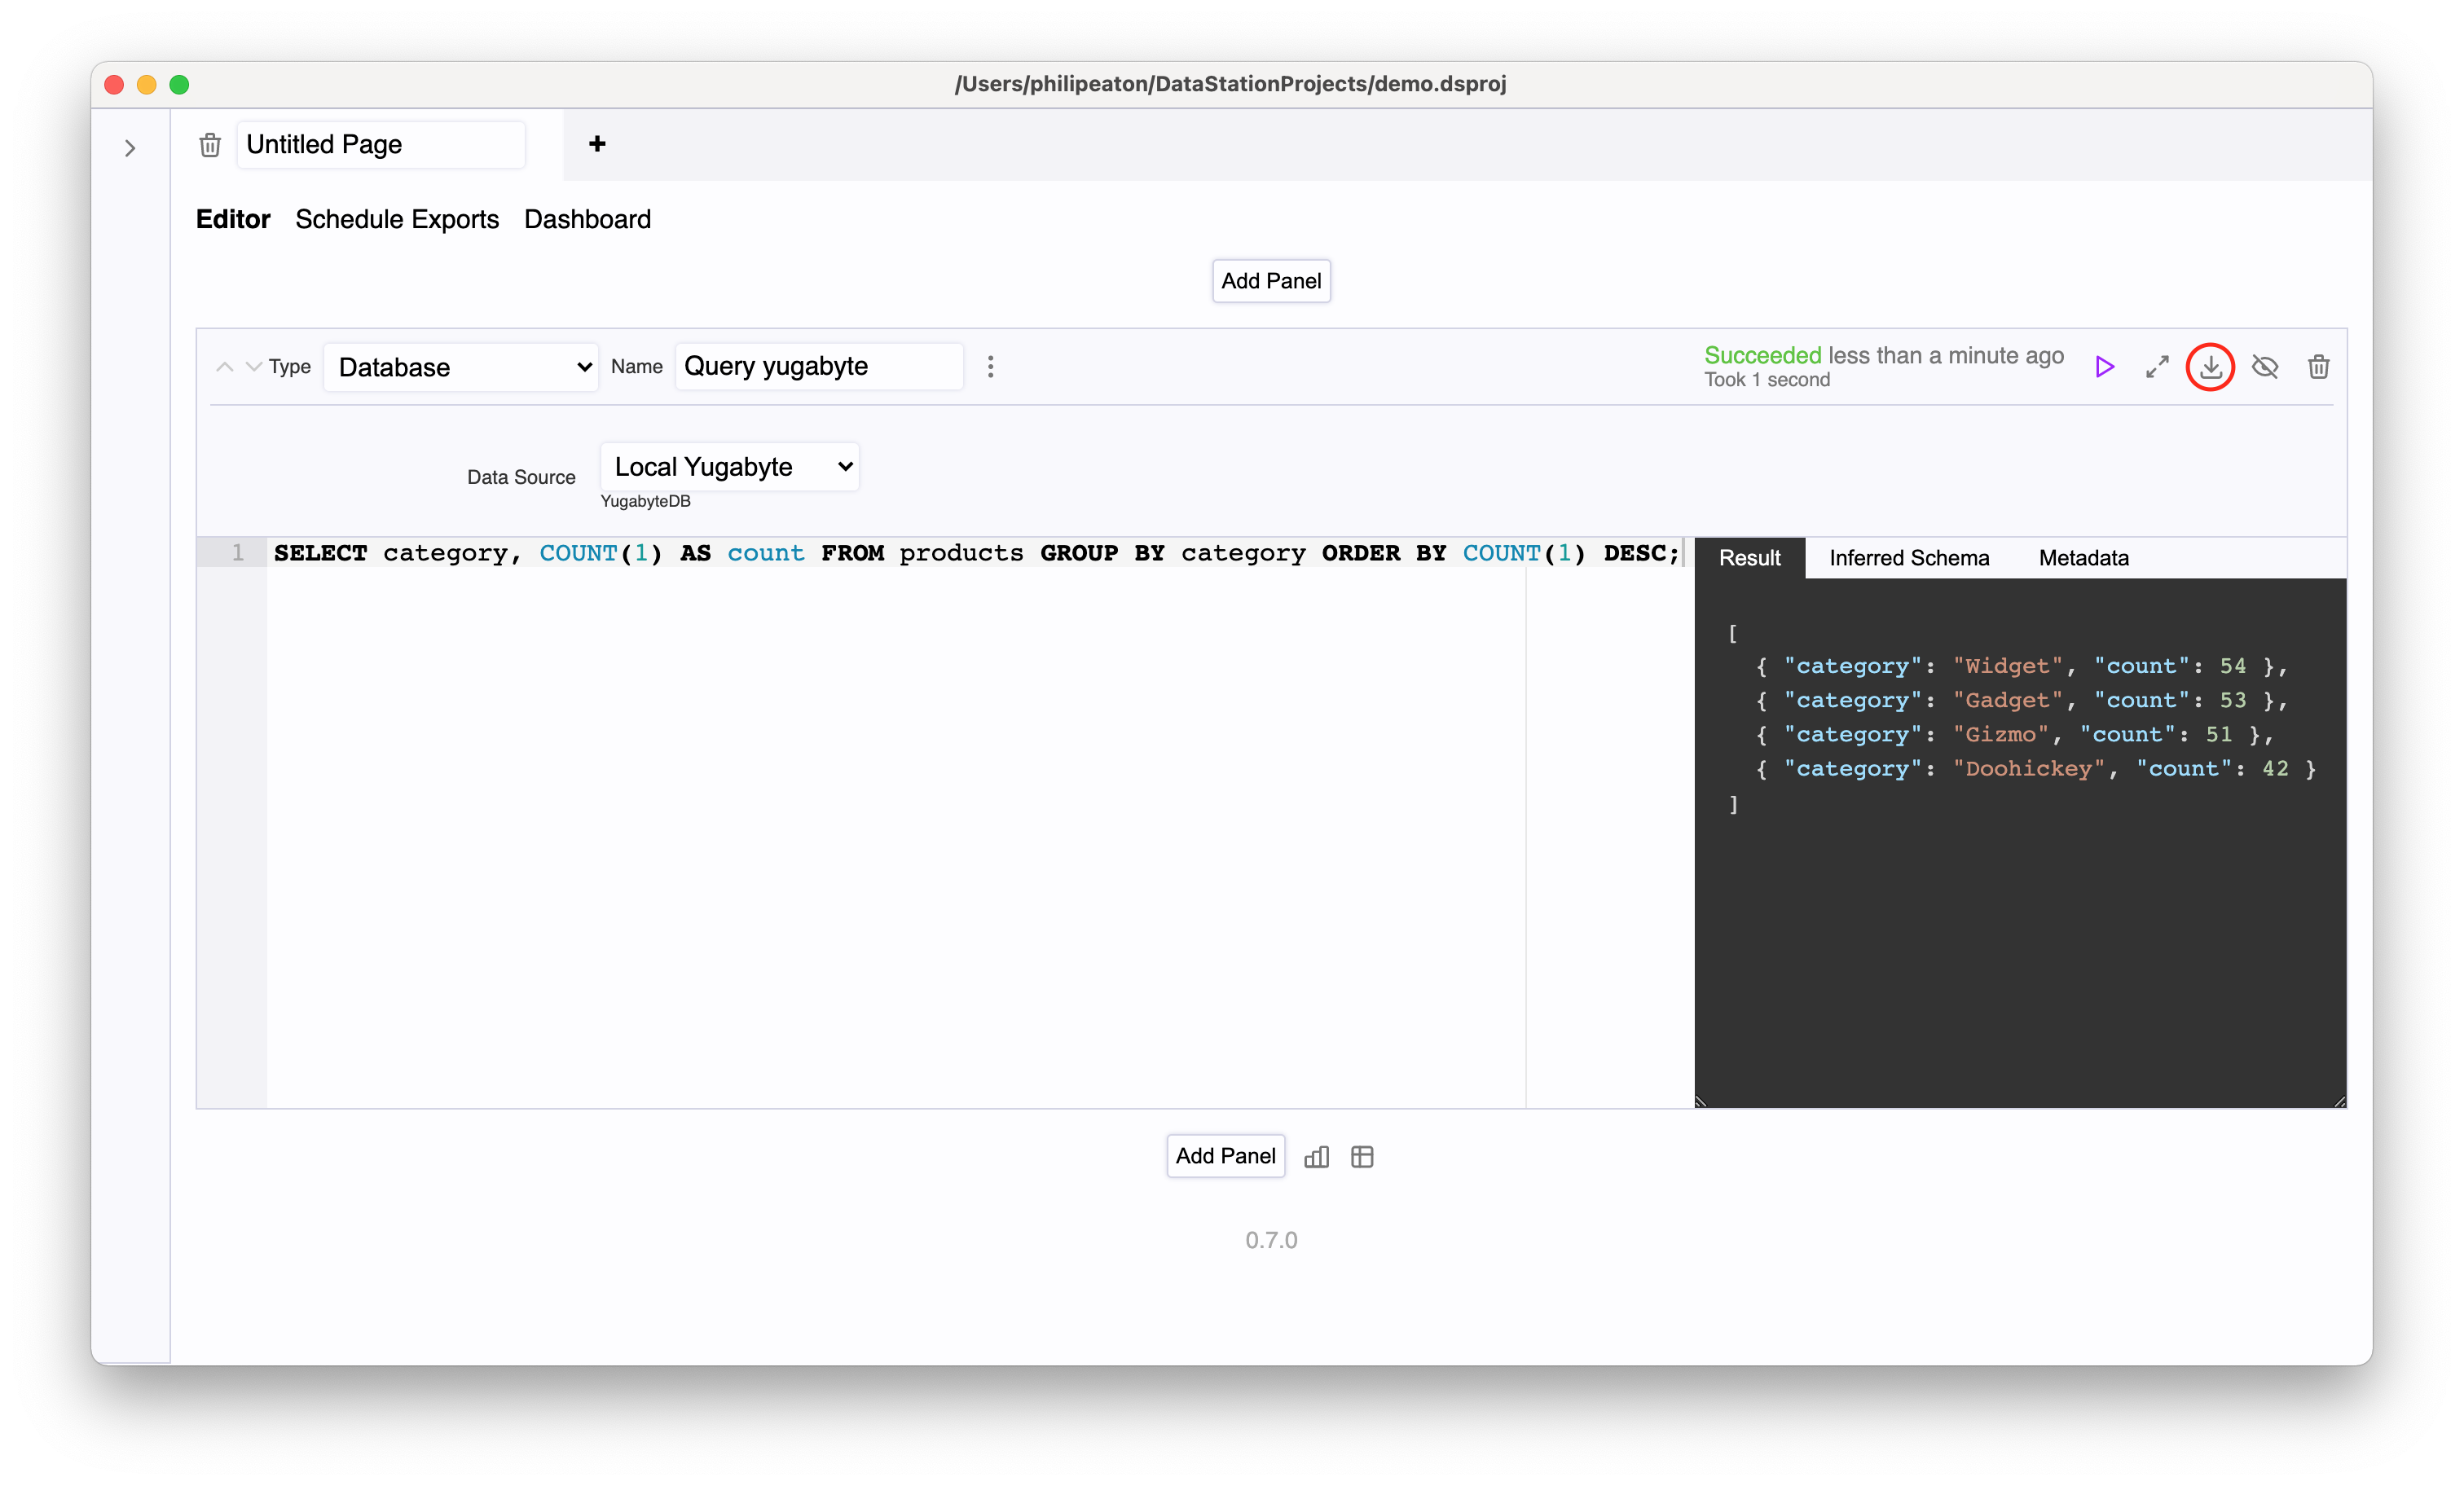 /Users/philipeaton/DataStationProjects/demo.dsproj
Untitled Page
Editor Schedule Exports Dashboard
Add Panel
Type Database Name Query yugabyte Succeeded less than a minute ago
Took 1 second
Data Source Local Yugabyte
YugabyteDB
1 SELECT category, COUNT(1) AS count FROM products GROUP BY category ORDER BY COUNT(1) DESC;
Result Inferred Schema Metadata
[
{ "category": "Widget", "count": 54 },
{ "category": "Gadget", "count": 53 },
{ "category": "Gizmo", "count": 51 },
{ "category": "Doohickey", "count": 42 }
]
Add Panel
0.7.0